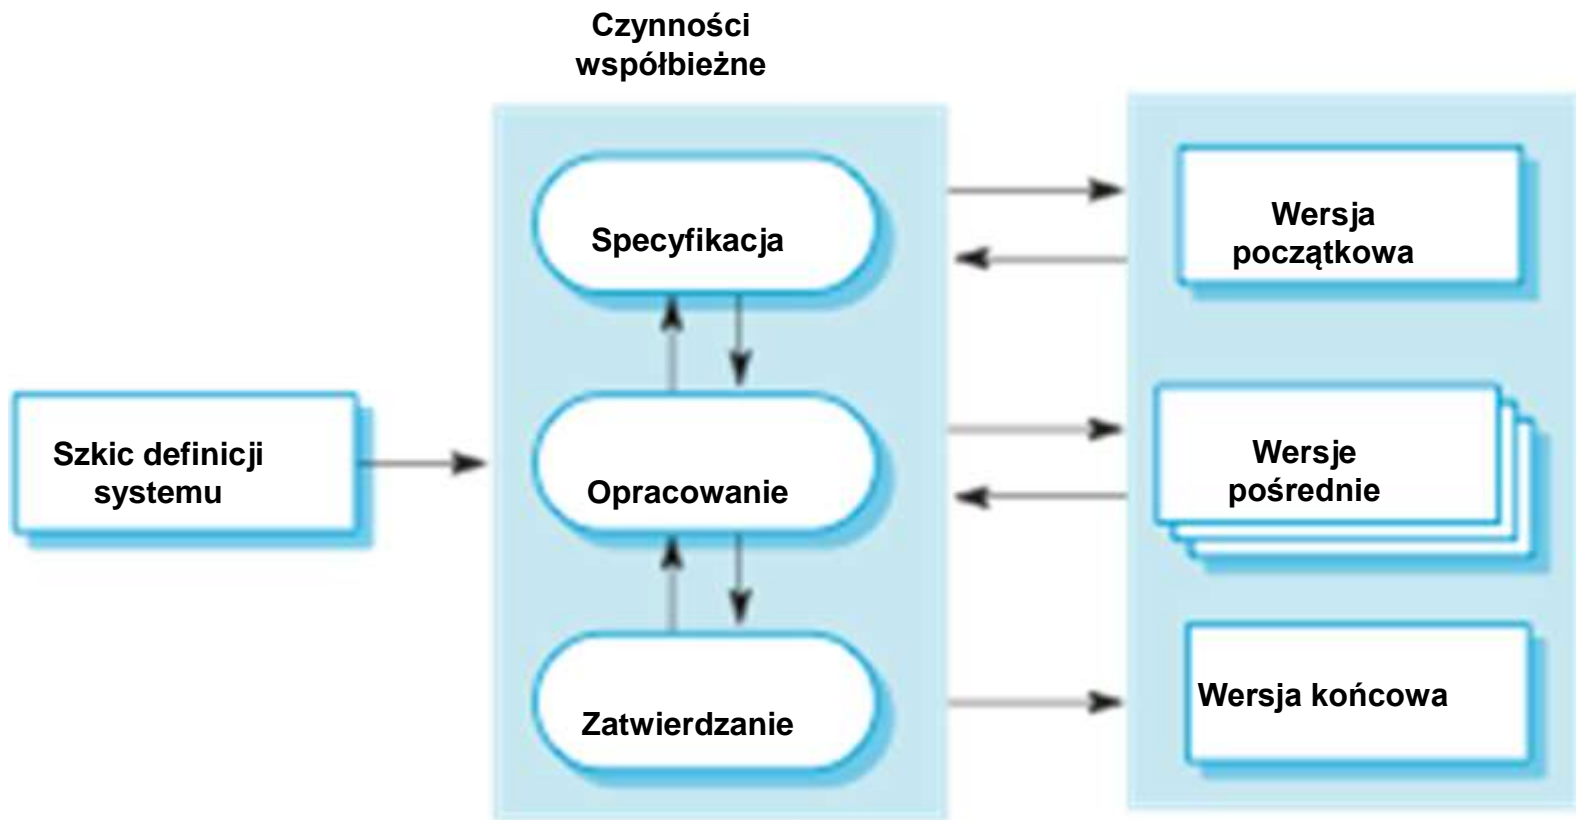 Czynności
współbieżne
Specyfikacja
Wersja
początkowa
Szkic definicji
systemu
Opracowanie
Wersje
pośrednie
Zatwierdzanie
Wersja końcowa